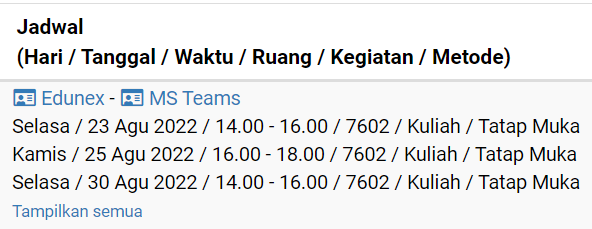 Jadwal
(Hari / Tanggal / Waktu / Ruang / Kegiatan / Metode)
Edunex - MS Teams
Selasa / 23 Agu 2022 / 14.00 - 16.00 / 7602 / Kuliah / Tatap Muka
Kamis / 25 Agu 2022 / 16.00 - 18.00 / 7602 / Kuliah / Tatap Muka
Selasa / 30 Agu 2022 / 14.00 - 16.00 / 7602 / Kuliah / Tatap Muka
Tampilkan semua